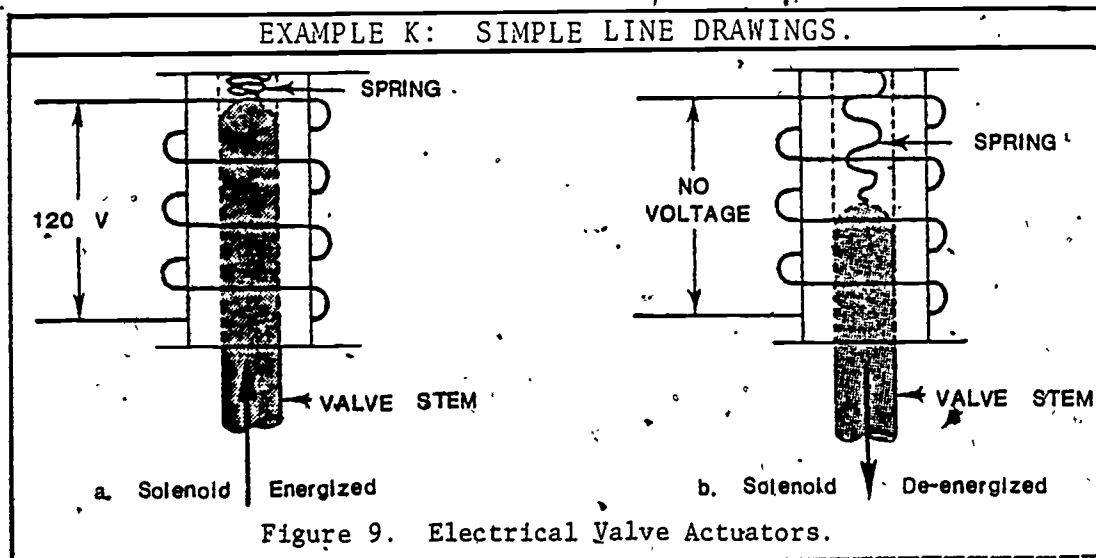 EXAMPLE K: SIMPLE LINE DRAWINGS.
SPRING
SPRING
120 V
NO
VOLTAGE
VALVE STEM
VALVE STEM
a. Solenoid Energized
b. Solenoid De-energized
Figure 9. Electrical Valve Actuators.